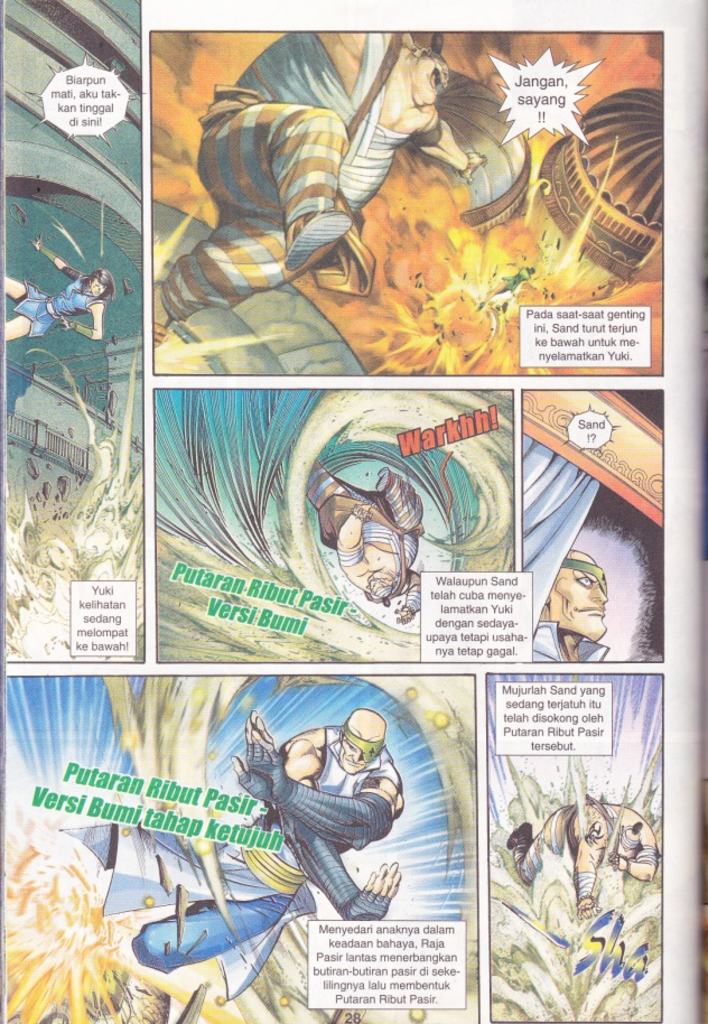 Biarpun
mati, aku tak-
kan tinggal
di sini!
Yuki
kelihatan
sedang
melompat
ke bawah!
Jangan,
sayang
!!
Pada saat-saat genting
ini, Sand turut terjun
ke bawah untuk me-
nyelamatkan Yuki.
Warkhh!
Putaran Ribut Pasir -
Versi Bumi
Walaupun Sand
telah cuba menye-
lamatkan Yuki
dengan sedaya-
upaya tetapi usaha-
nya tetap gagal.
Sand
!?
Putaran Ribut Pasir -
Versi Bumi tahap ketujuh
Menyedari anaknya dalam
keadaan bahaya, Raja
Pasir lantas menerbangkan
butiran-butiran pasir di seke-
lilingnya lalu membentuk
Putaran Ribut Pasir.
Mujurlah Sand yang
sedang terjatuh itu
telah disokong oleh
Putaran Ribut Pasir
tersebut.
Sha
28